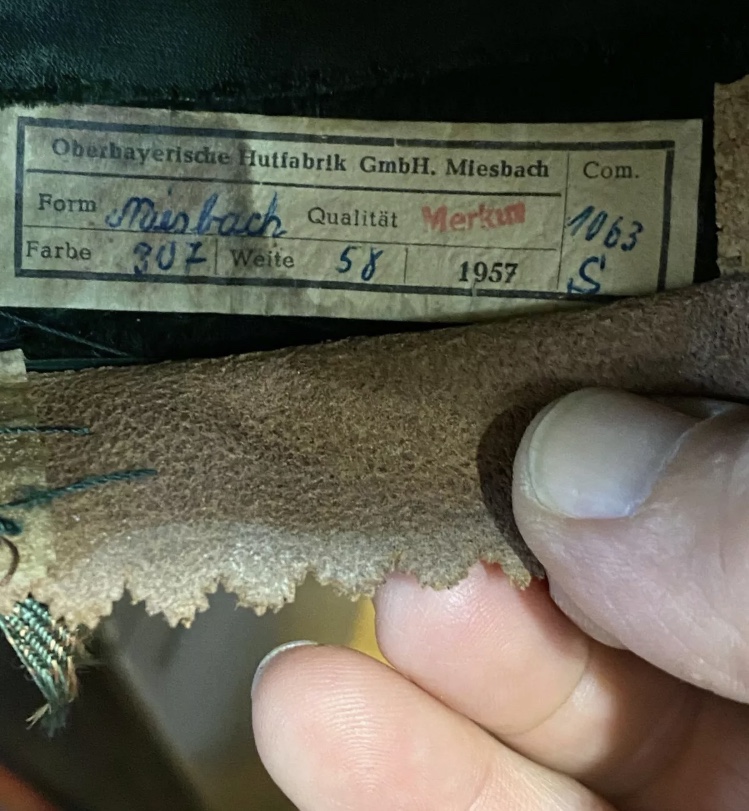 Oberbayerische Hutfabrik GmbH. Miesbach Com.
Form Miesbach Qualität Merkur 1063
Farbe 307 Weite 58 1957 S